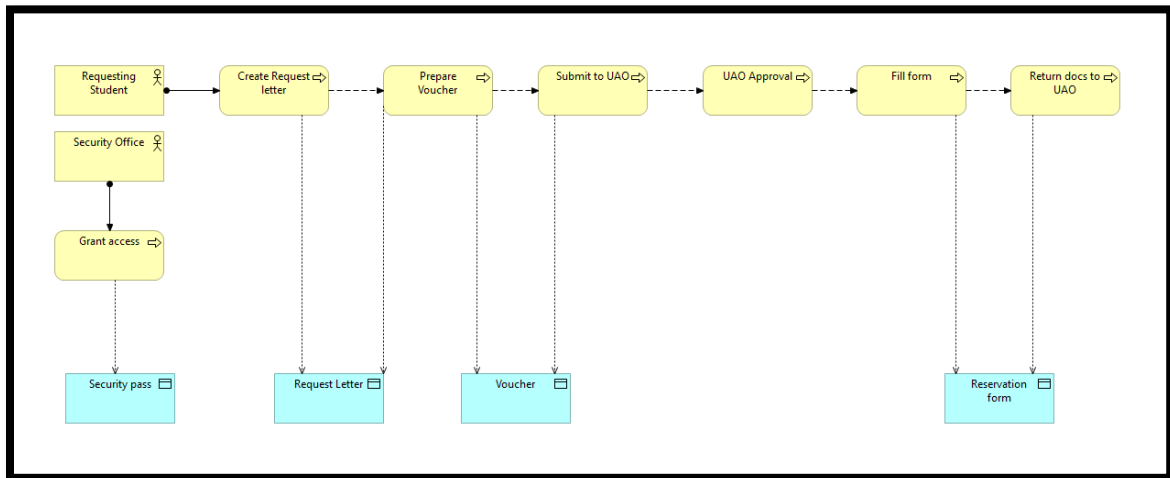 Requesting
Student
Create Request
letter
Prepare
Voucher
Submit to UAO
UAO Approval
Fill form
Return docs to
UAO
Security Office
Grant access
Security pass
Request Letter
Voucher
Reservation
form